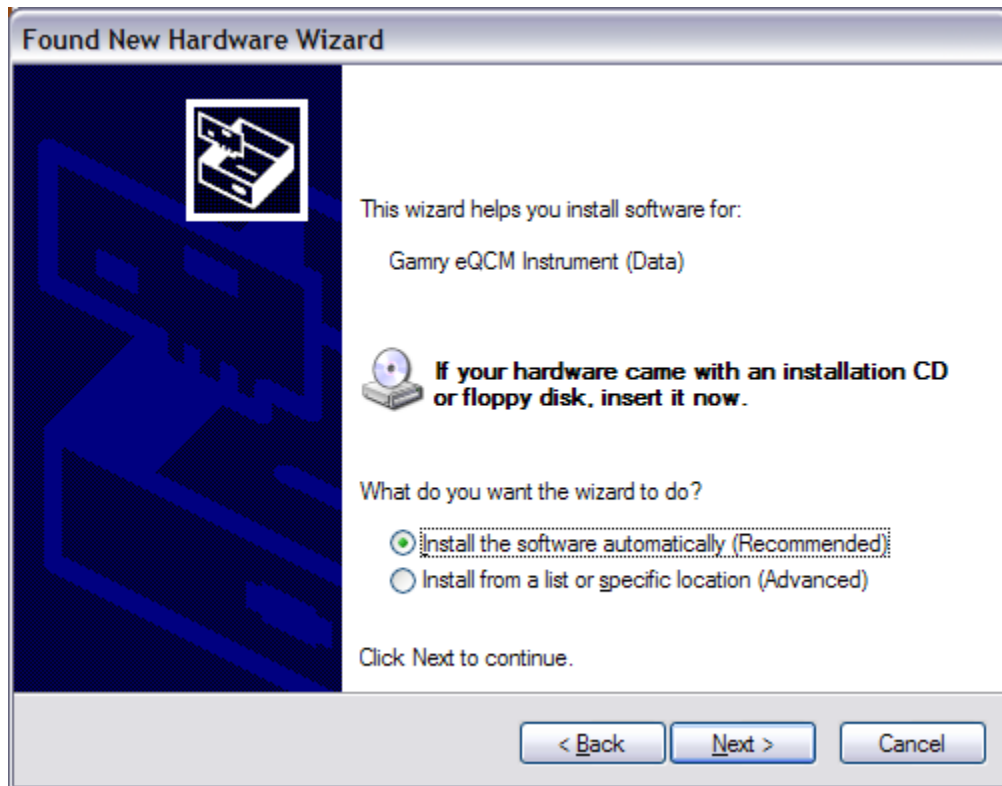 Found New Hardware Wizard
This wizard helps you install software for:
Gamry eQCM Instrument (Data)
If your hardware came with an installation CD
or floppy disk, insert it now.
What do you want the wizard to do?
Install the software automatically (Recommended)
Install from a list or specific location (Advanced)
Click Next to continue.
< Back Next > Cancel